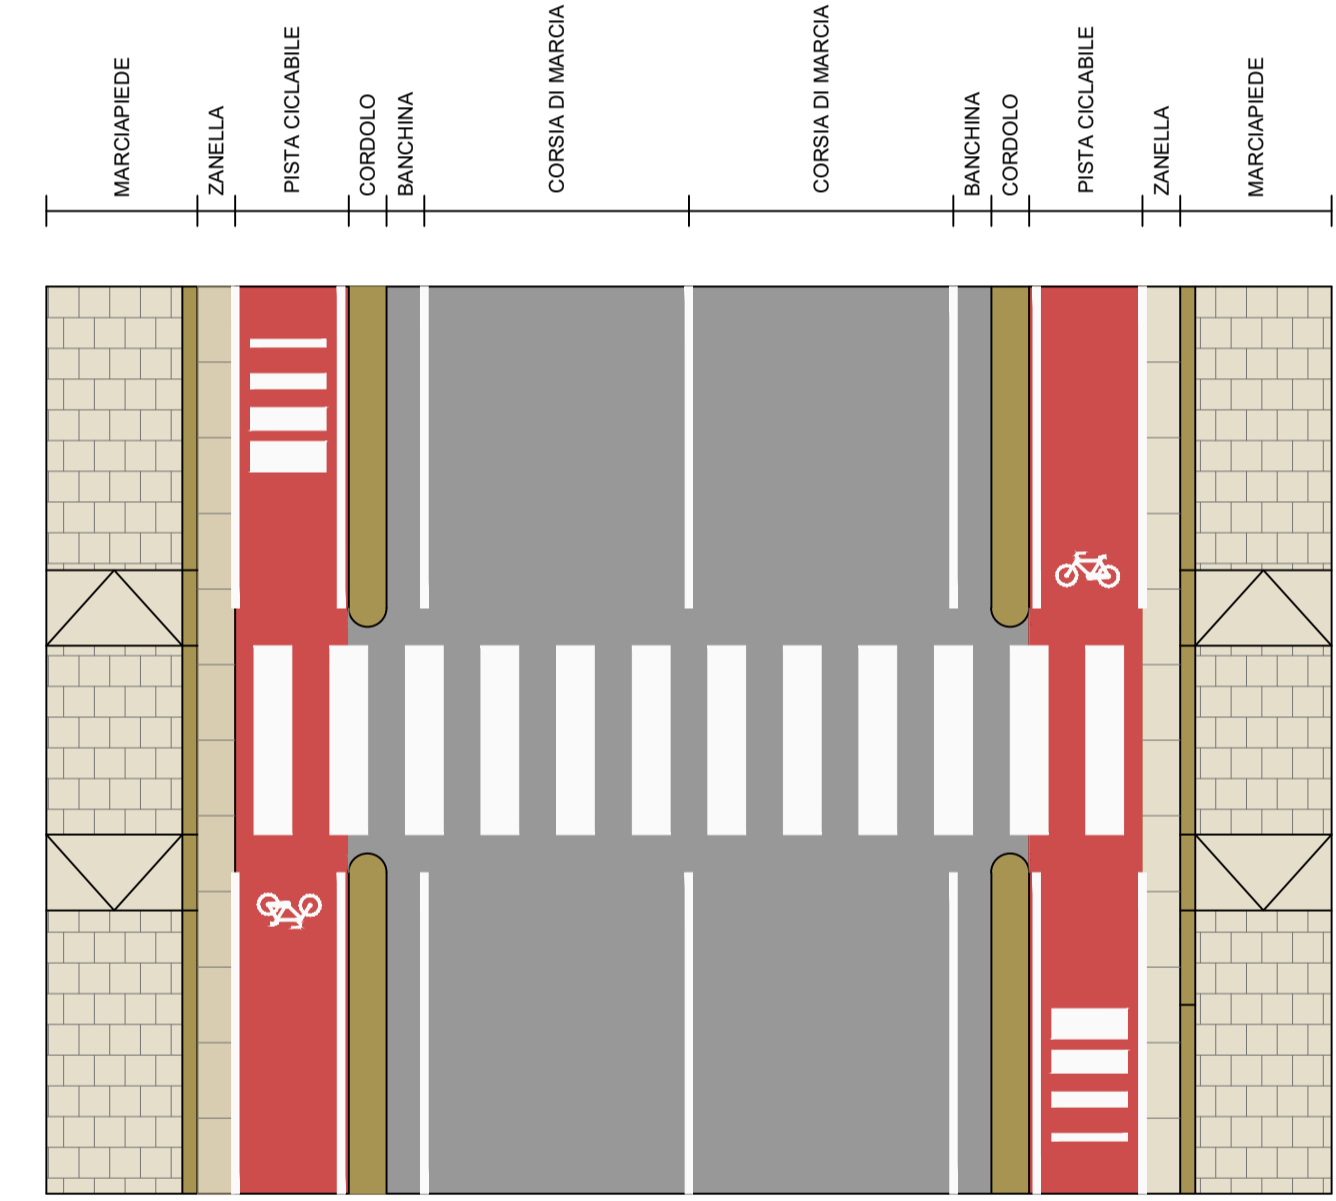 MARCIAPIEDE
ZANELLA
PISTA CICLABILE
CORDOLO
BANCHINA
CORSIA DI MARCIA
CORSIA DI MARCIA
BANCHINA
CORDOLO
PISTA CICLABILE
ZANELLA
MARCIAPIEDE